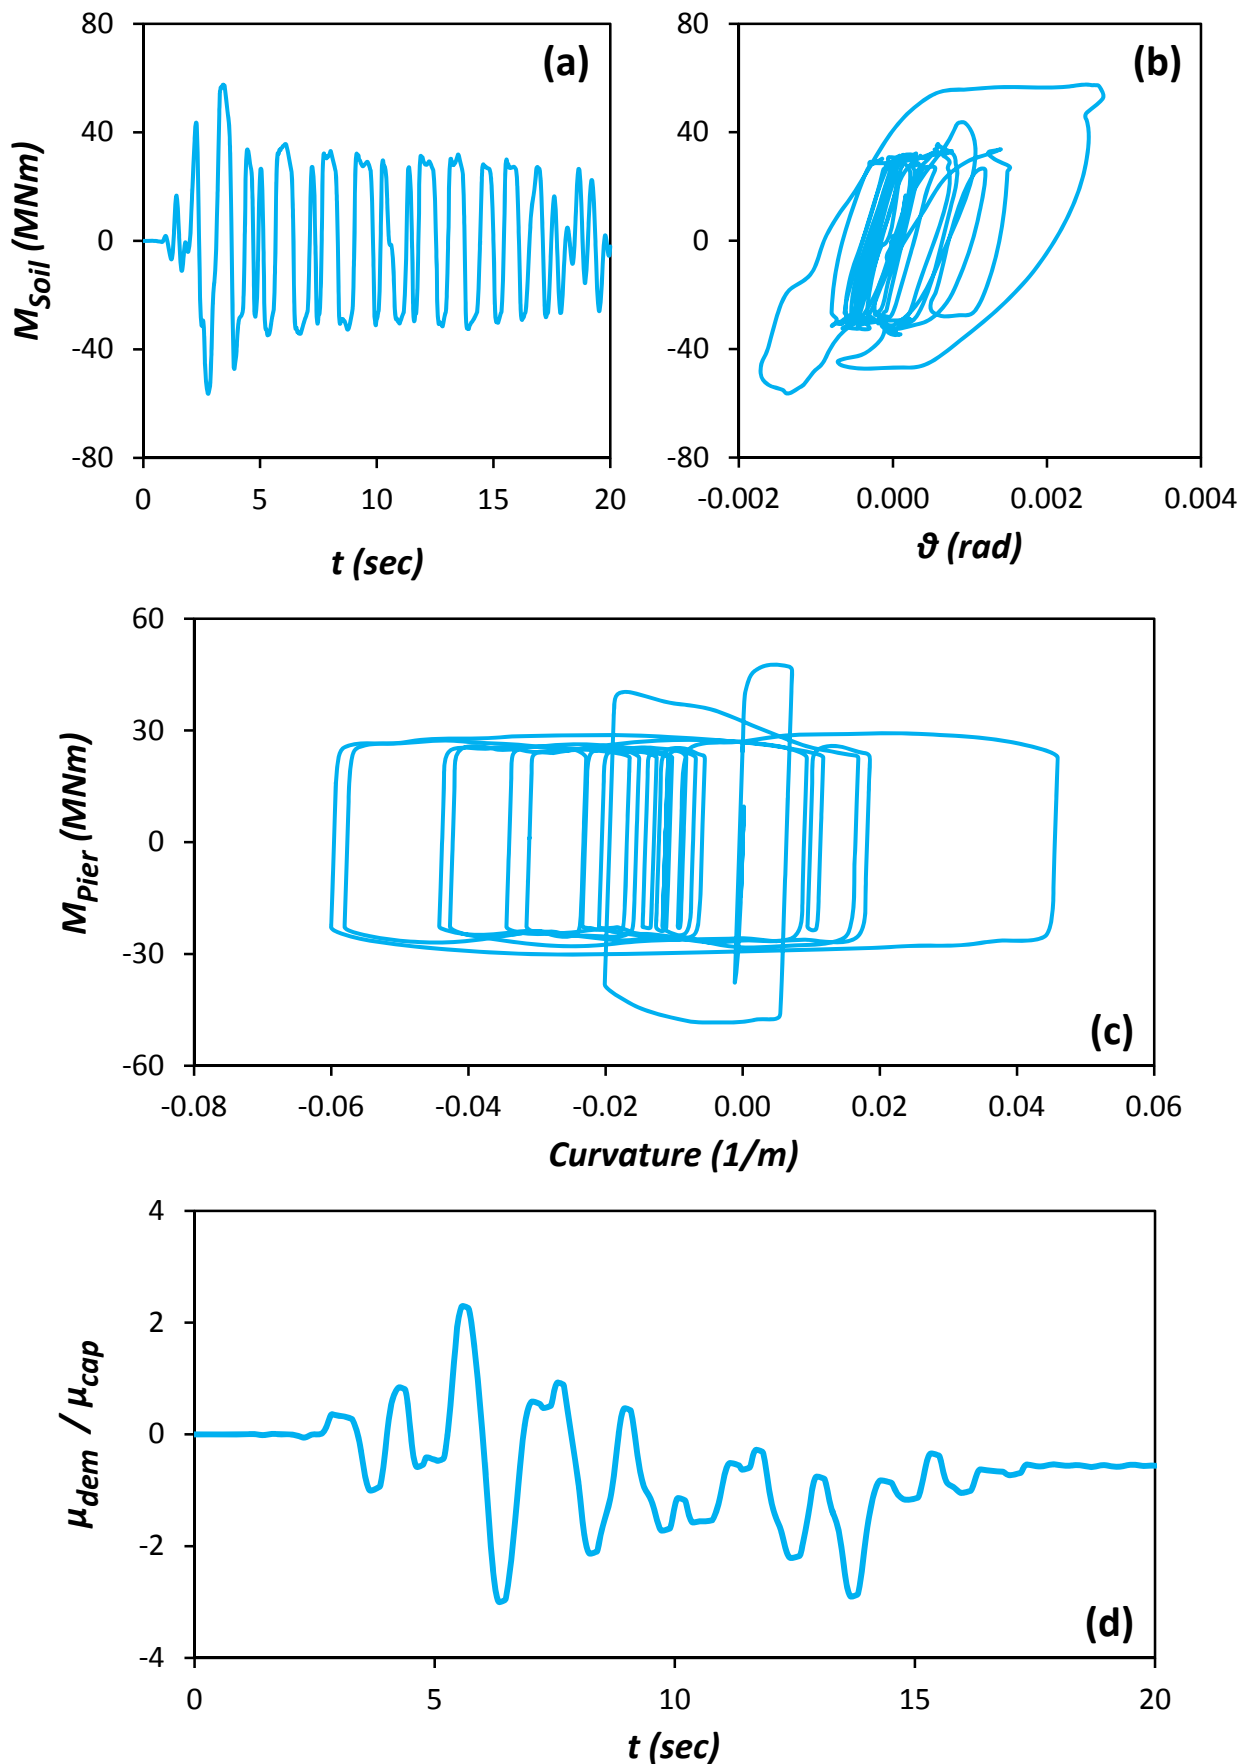 80
40
0
-40
-80
M_Soil (MNm)
(a)
0 5 10 15 20
t (sec)
80
40
0
-40
-80
(b)
-0.002 0.000 0.002 0.004
ϑ (rad)
60
30
0
-30
-60
M_Pier (MNm)
(c)
-0.08 -0.06 -0.04 -0.02 0.00 0.02 0.04 0.06
Curvature (1/m)
4
2
0
-2
-4
μ_dem / μ_cap
(d)
0 5 10 15 20
t (sec)